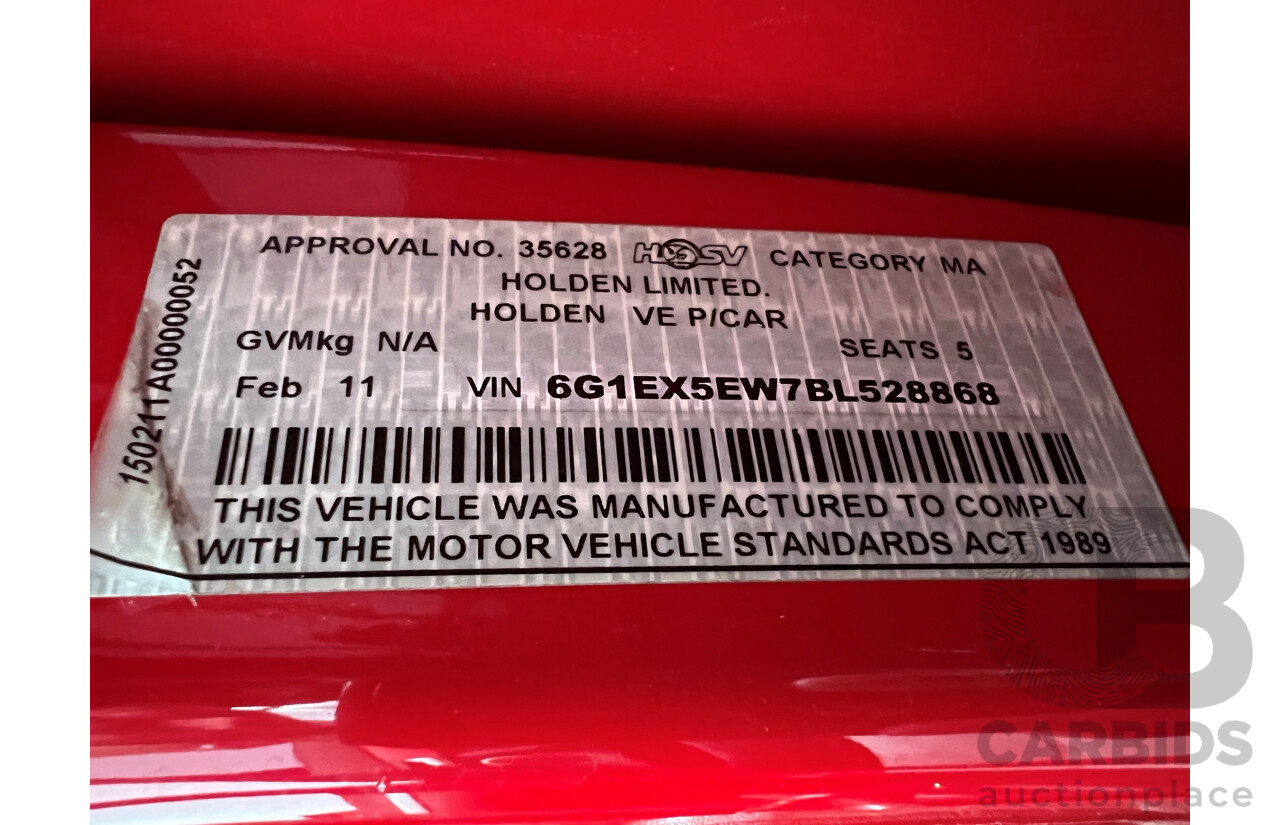 APPROVAL NO. 35628 HSV CATEGORY MA
HOLDEN LIMITED.
HOLDEN VE P/CAR
GVMkg N/A SEATS 5
Feb 11 VIN 6G1EX5EW7BL528868
THIS VEHICLE WAS MANUFACTURED TO COMPLY
WITH THE MOTOR VEHICLE STANDARDS ACT 1989
150211A00000052
CB
CARBIDS
auctionplace